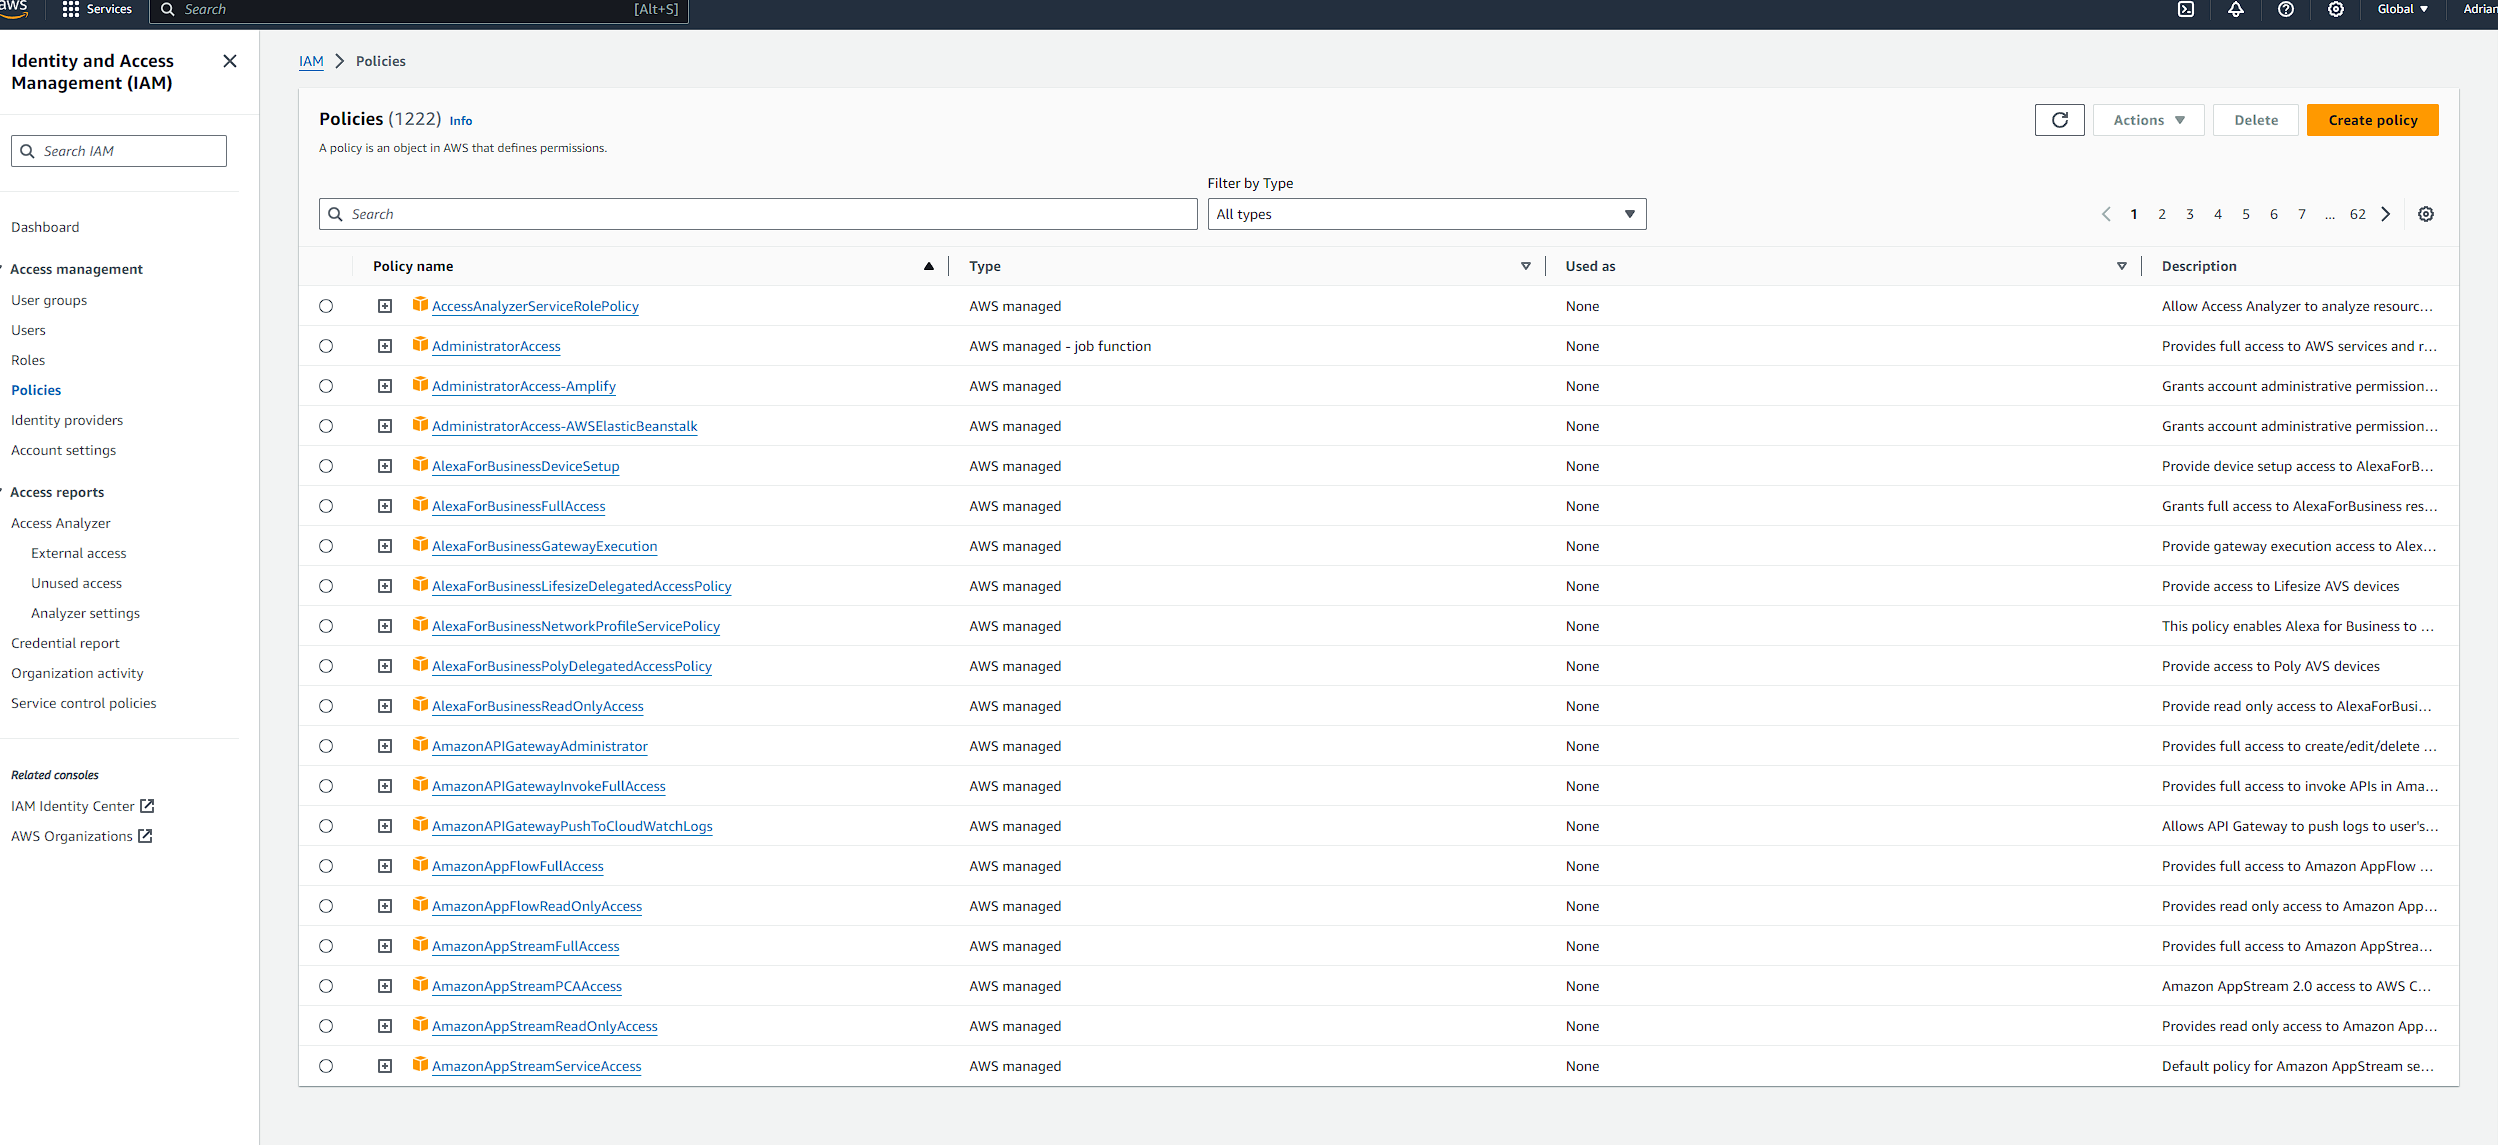 aws
Services
Search
[Alt+S]
Global
Adrian
Identity and Access
Management (IAM)
Search IAM
Dashboard
Access management
User groups
Users
Roles
Policies
Identity providers
Account settings
Access reports
Access Analyzer
External access
Unused access
Analyzer settings
Credential report
Organization activity
Service control policies
Related consoles
IAM Identity Center
AWS Organizations
IAM > Policies
Policies (1222) Info
A policy is an object in AWS that defines permissions.
Actions
Delete
Create policy
Filter by Type
Search
All types
1 2 3 4 5 6 7 ... 62
Policy name Type Used as Description
AccessAnalyzerServiceRolePolicy AWS managed None Allow Access Analyzer to analyze resourc...
AdministratorAccess AWS managed - job function None Provides full access to AWS services and r...
AdministratorAccess-Amplify AWS managed None Grants account administrative permission...
AdministratorAccess-AWSElasticBeanstalk AWS managed None Grants account administrative permission...
AlexaForBusinessDeviceSetup AWS managed None Provide device setup access to AlexaForB...
AlexaForBusinessFullAccess AWS managed None Grants full access to AlexaForBusiness res...
AlexaForBusinessGatewayExecution AWS managed None Provide gateway execution access to Alex...
AlexaForBusinessLifesizeDelegatedAccessPolicy AWS managed None Provide access to Lifesize AVS devices
AlexaForBusinessNetworkProfileServicePolicy AWS managed None This policy enables Alexa for Business to ...
AlexaForBusinessPolyDelegatedAccessPolicy AWS managed None Provide access to Poly AVS devices
AlexaForBusinessReadOnlyAccess AWS managed None Provide read only access to AlexaForBusi...
AmazonAPIGatewayAdministrator AWS managed None Provides full access to create/edit/delete ...
AmazonAPIGatewayInvokeFullAccess AWS managed None Provides full access to invoke APIs in Ama...
AmazonAPIGatewayPushToCloudWatchLogs AWS managed None Allows API Gateway to push logs to user's...
AmazonAppFlowFullAccess AWS managed None Provides full access to Amazon AppFlow ...
AmazonAppFlowReadOnlyAccess AWS managed None Provides read only access to Amazon App...
AmazonAppStreamFullAccess AWS managed None Provides full access to Amazon AppStrea...
AmazonAppStreamPCAAccess AWS managed None Amazon AppStream 2.0 access to AWS C...
AmazonAppStreamReadOnlyAccess AWS managed None Provides read only access to Amazon App...
AmazonAppStreamServiceAccess AWS managed None Default policy for Amazon AppStream se...